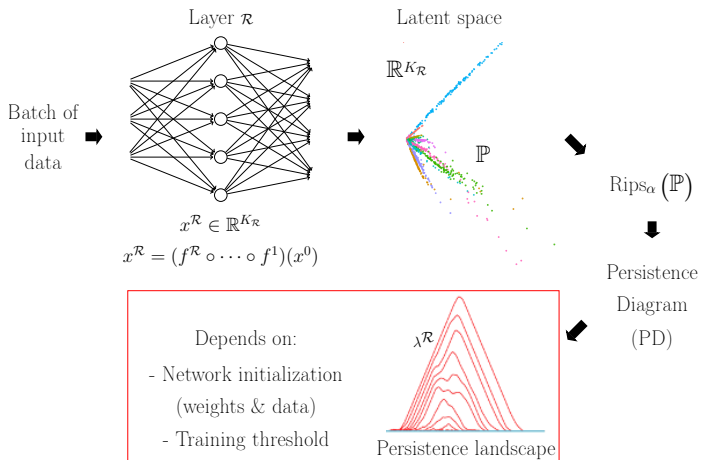 Layer 𝓡
Latent space
Batch of
input
data
ℝ^{K_𝓡}
ℙ
x^𝓡 ∈ ℝ^{K_𝓡}
x^𝓡 = (f^𝓡 ∘ ⋯ ∘ f^1)(x^0)
Rips_α (ℙ)
Persistence
Diagram
(PD)
Depends on:
- Network initialization
(weights & data)
- Training threshold
λ^𝓡
Persistence landscape